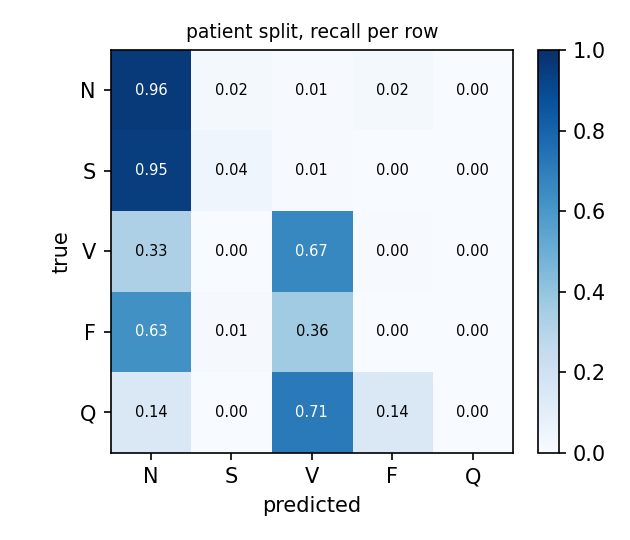 patient split, recall per row
N 0.96 0.02 0.01 0.02 0.00
S 0.95 0.04 0.01 0.00 0.00
V 0.33 0.00 0.67 0.00 0.00
F 0.63 0.01 0.36 0.00 0.00
Q 0.14 0.00 0.71 0.14 0.00
true
N S V F Q
predicted
1.0
0.8
0.6
0.4
0.2
0.0